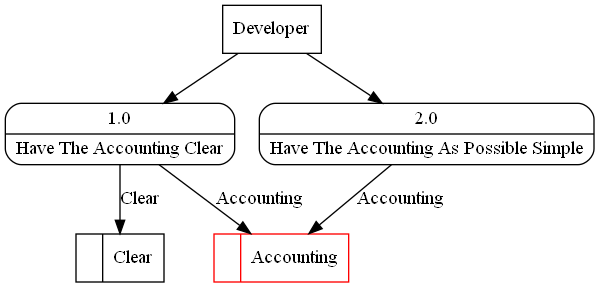 Developer
1.0
2.0
Have The Accounting Clear
Have The Accounting As Possible Simple
Clear
Accounting
Accounting
Clear
Accounting